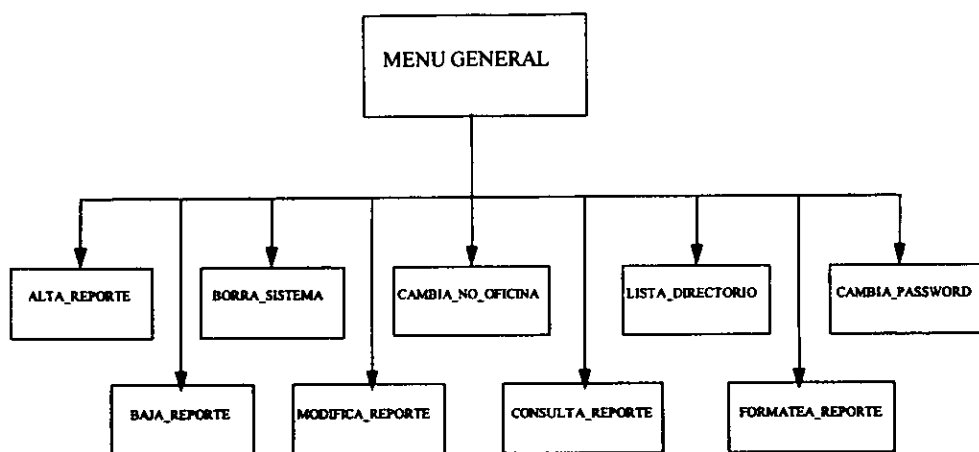 MENU GENERAL
ALTA_REPORTE
BORRA_SISTEMA
CAMBIA_NO_OFICINA
LISTA_DIRECTORIO
CAMBIA_PASSWORD
BAJA_REPORTE
MODIFICA_REPORTE
CONSULTA_REPORTE
FORMATEA_REPORTE